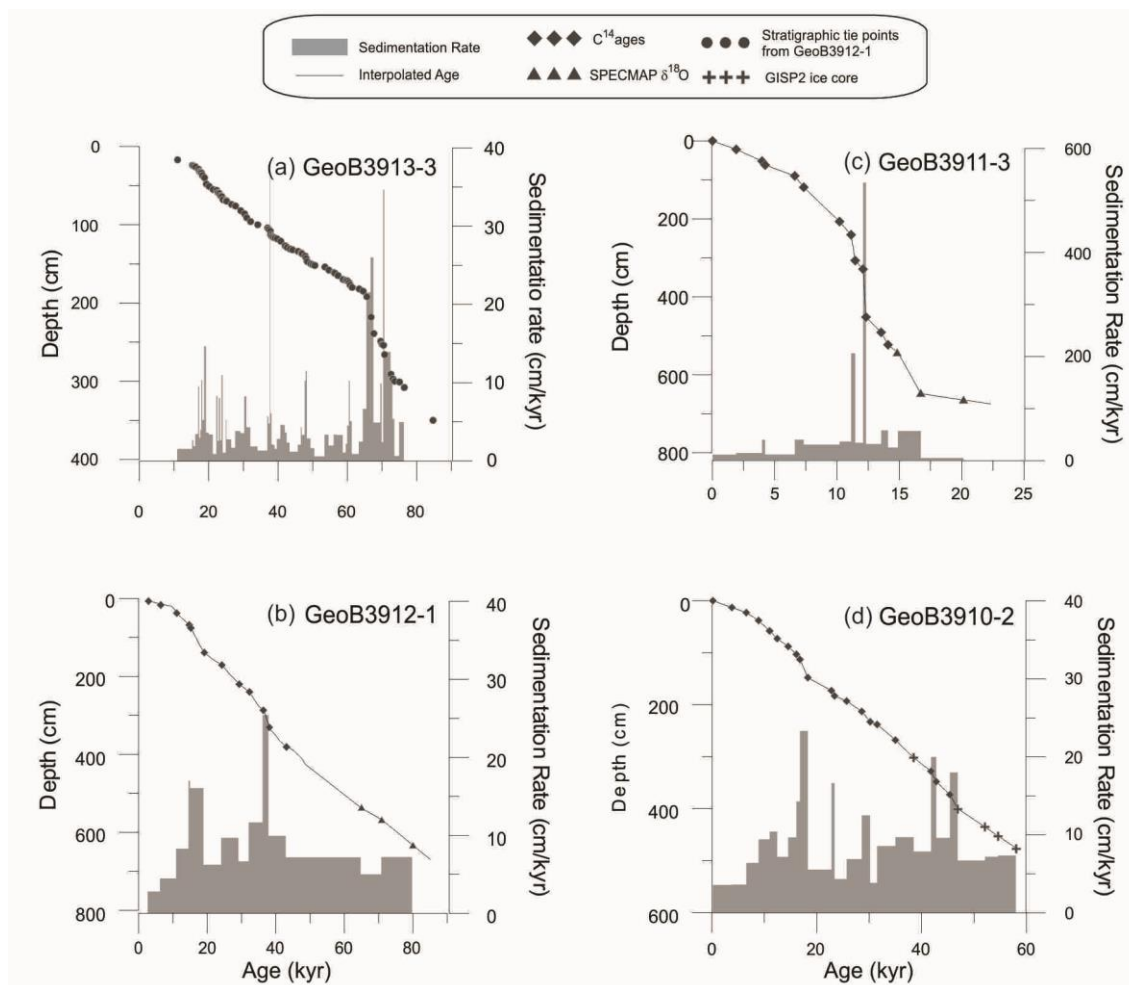 Sedimentation Rate
C14 ages
Stratigraphic tie points
from GeoB3912-1
Interpolated Age
SPECMAP δ18O
GISP2 ice core
(a) GeoB3913-3
Depth (cm)
0
100
200
300
400
0 20 40 60 80
40
30
20
10
0
Sedimentatio rate (cm/kyr)
(c) GeoB3911-3
Depth (cm)
0
200
400
600
800
0 5 10 15 20 25
600
400
200
0
Sedimentation Rate (cm/kyr)
(b) GeoB3912-1
Depth (cm)
0
200
400
600
800
0 20 40 60 80
Age (kyr)
40
30
20
10
0
Sedimentation Rate (cm/kyr)
(d) GeoB3910-2
Depth (cm)
0
200
400
600
0 20 40 60
Age (kyr)
40
30
20
10
0
Sedimentation Rate (cm/kyr)